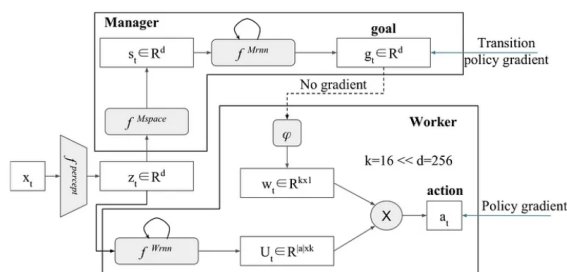 Manager
goal
s_t ∈ R^d
f^Mrnn
g_t ∈ R^d
Transition
policy gradient
No gradient
f^Mspace
φ
Worker
x_t
f^percept
z_t ∈ R^d
w_t ∈ R^kx1
k=16 << d=256
action
X
a_t
Policy gradient
f^Wrnn
U_t ∈ R^|a|xk